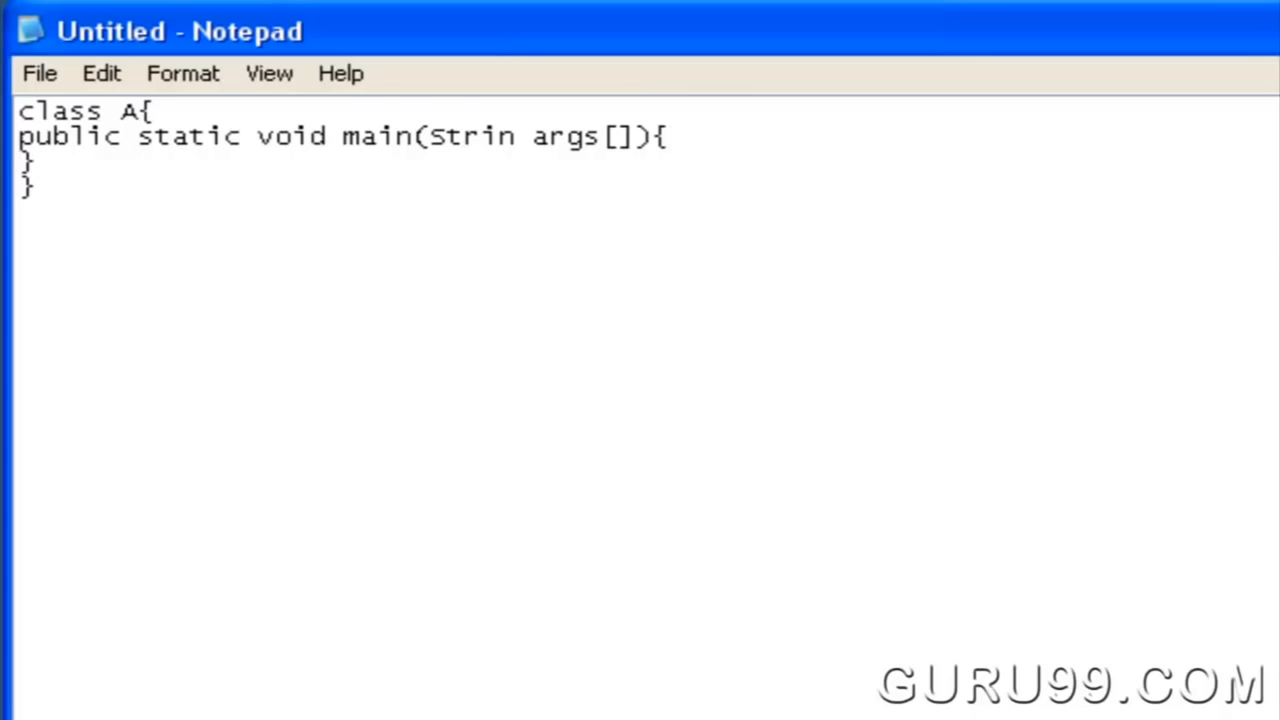 Untitled - Notepad
File Edit Format View Help
class A{
public static void main(Strin args[]){
}
}
GURU99.COM